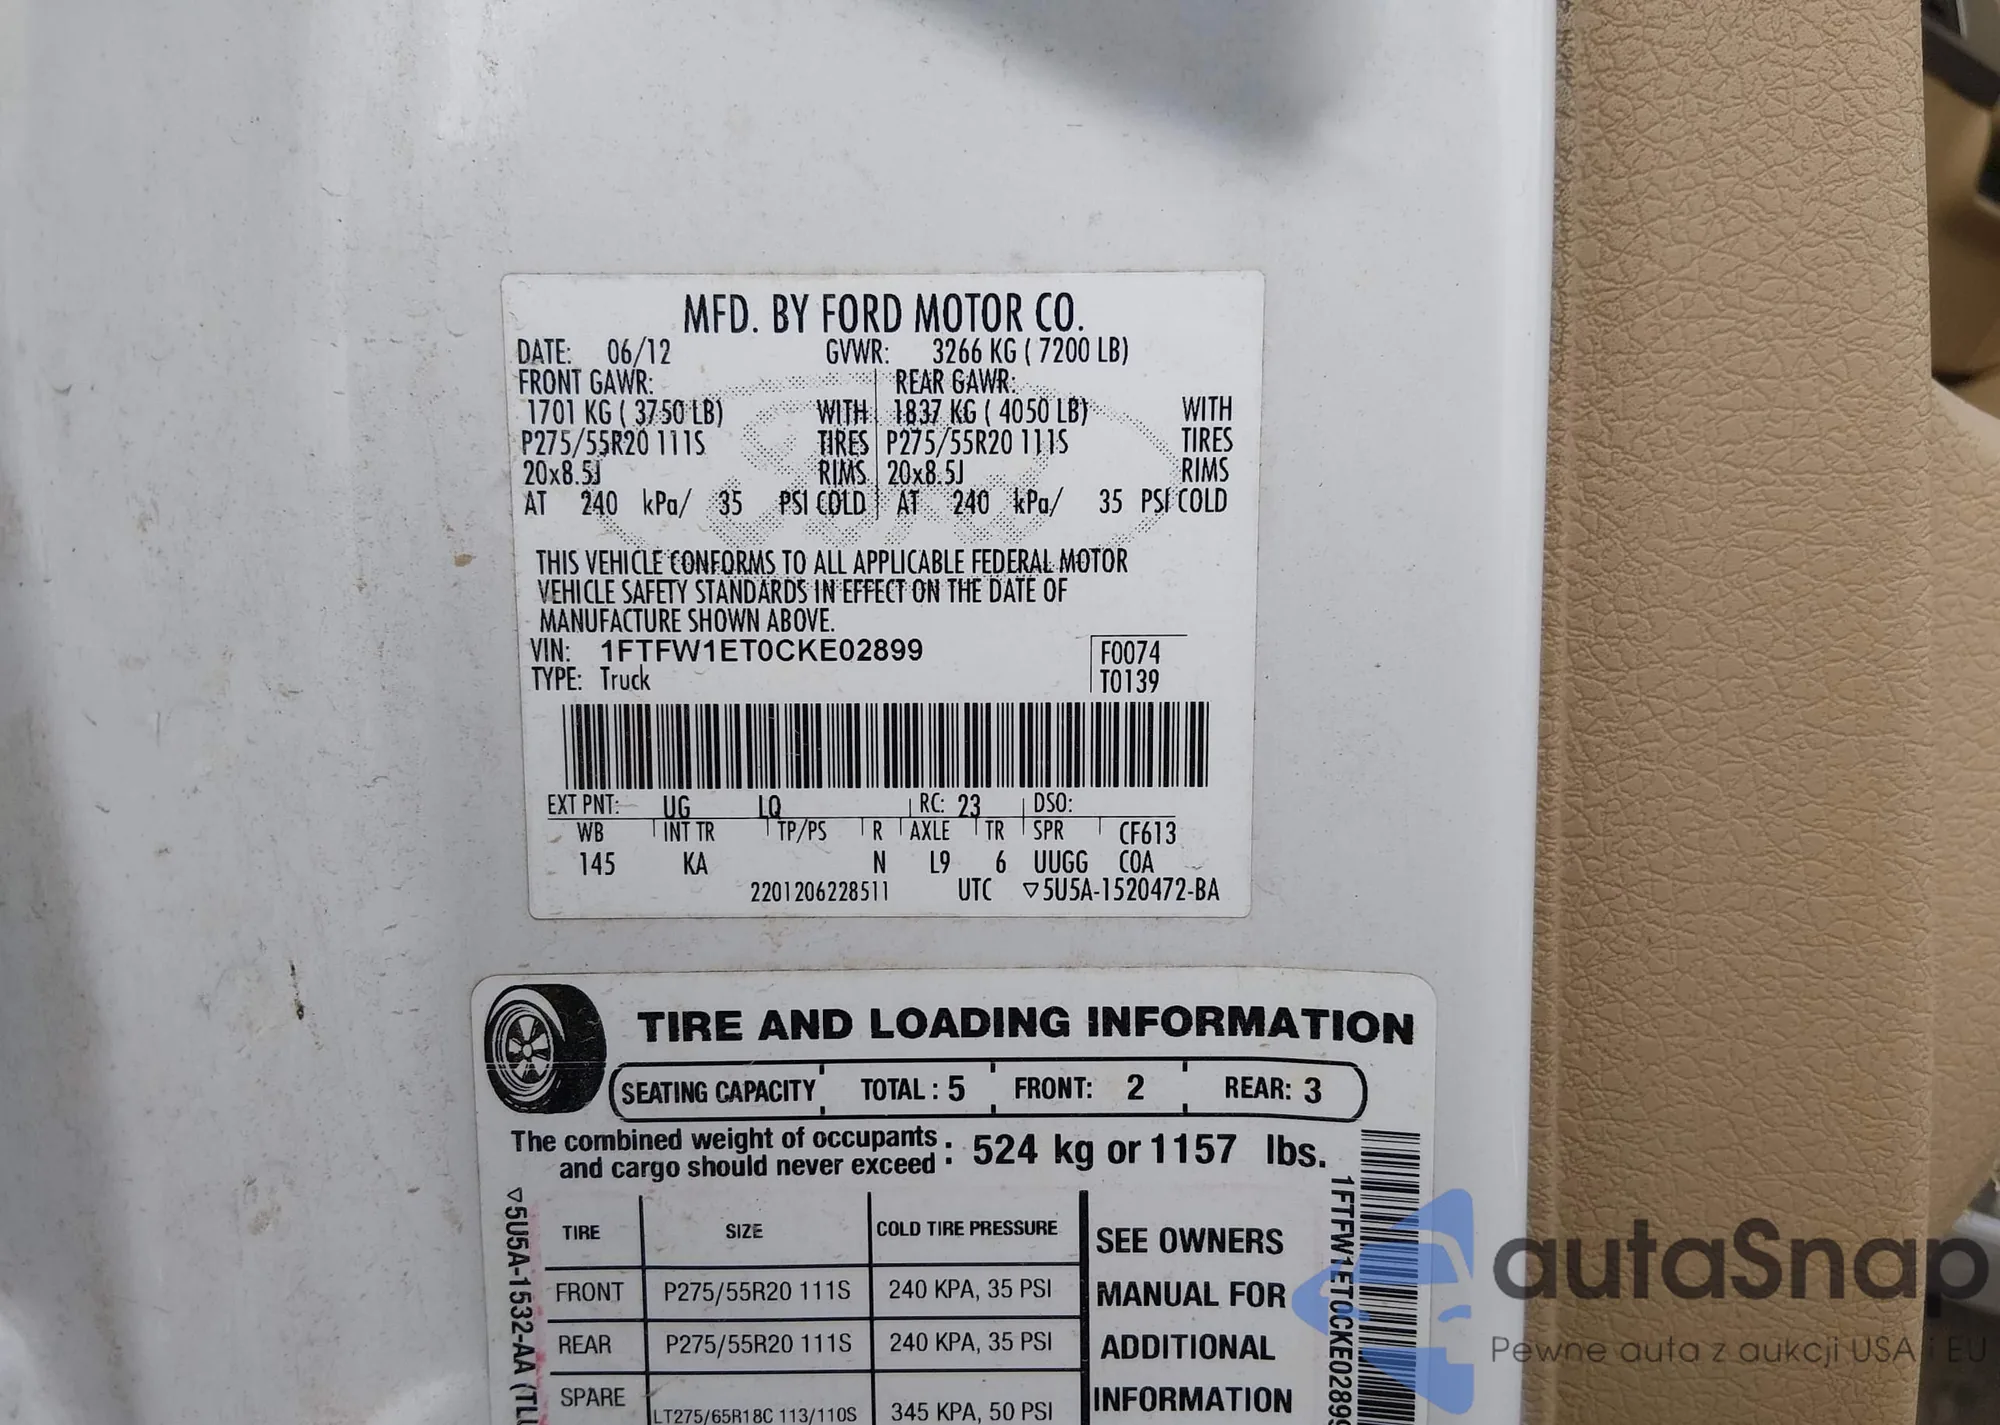 MFD. BY FORD MOTOR CO.
DATE: 06/12 GVWR: 3266 KG ( 7200 LB)
FRONT GAWR: REAR GAWR:
1701 KG ( 3750 LB) WITH 1837 KG ( 4050 LB) WITH
P275/55R20 111S TIRES P275/55R20 111S TIRES
20x8.5J RIMS 20x8.5J RIMS
AT 240 kPa/ 35 PSI COLD AT 240 kPa/ 35 PSI COLD
THIS VEHICLE CONFORMS TO ALL APPLICABLE FEDERAL MOTOR
VEHICLE SAFETY STANDARDS IN EFFECT ON THE DATE OF
MANUFACTURE SHOWN ABOVE.
VIN: 1FTFW1ET0CKE02899 F0074
TYPE: Truck T0139
EXT PNT: UG LQ RC: 23 DSO:
WB INT TR TP/PS R AXLE TR SPR CF613
145 KA N L9 6 UUGG COA
2201206228511 UTC ▽5U5A-1520472-BA
TIRE AND LOADING INFORMATION
SEATING CAPACITY TOTAL : 5 FRONT: 2 REAR: 3
The combined weight of occupants
and cargo should never exceed : 524 kg or 1157 lbs.
TIRE SIZE COLD TIRE PRESSURE
FRONT P275/55R20 111S 240 KPA, 35 PSI
REAR P275/55R20 111S 240 KPA, 35 PSI
SPARE LT275/65R18C 113/110S 345 KPA, 50 PSI
SEE OWNERS
MANUAL FOR
ADDITIONAL
INFORMATION
▽5U5A-1532-AA (TL
1FTFW1ET0CKE02899
autaSnap
Pewne auta z aukcji USA i EU